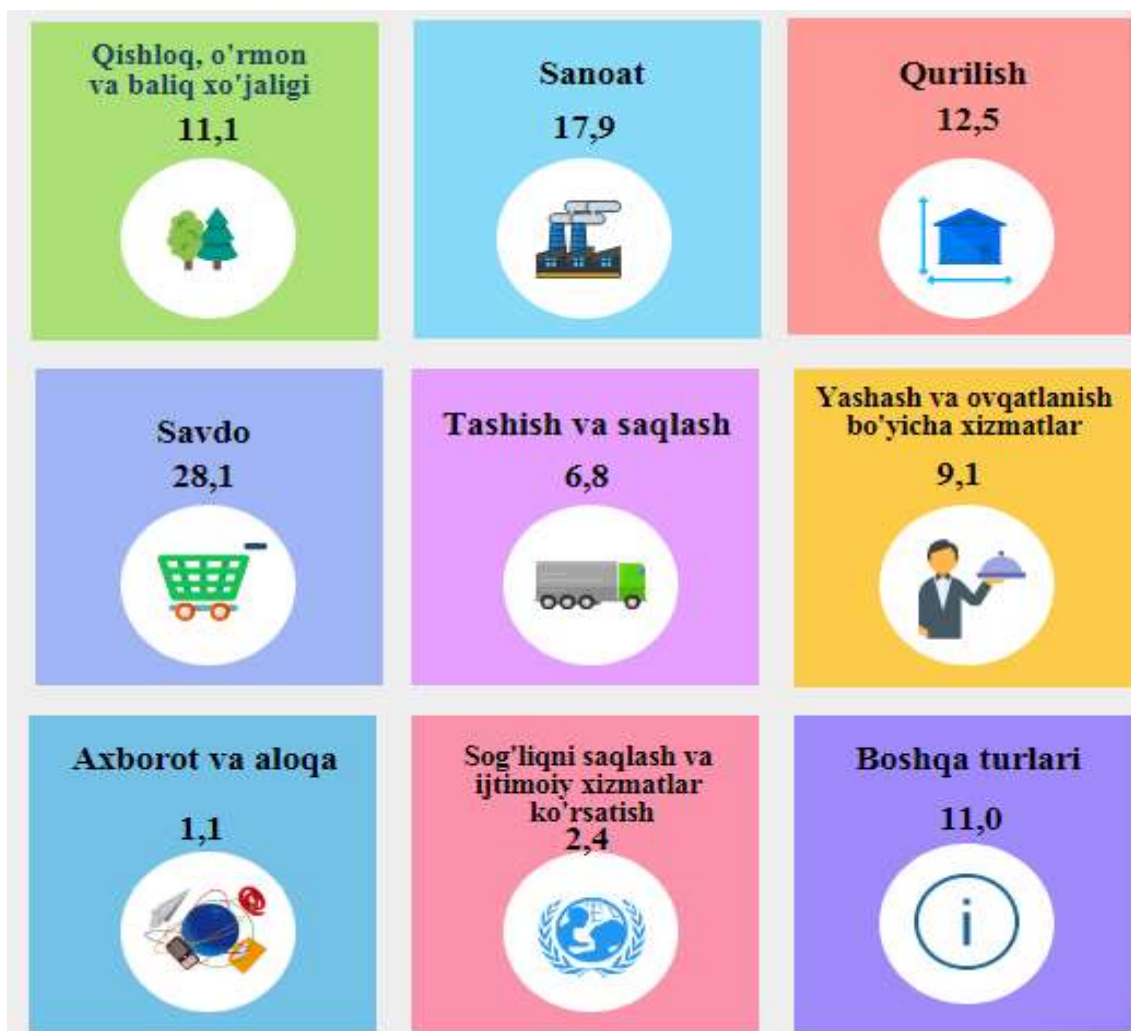 Qishloq, o'rmon
va baliq xo'jaligi
11,1
Sanoat
17,9
Qurilish
12,5
Savdo
28,1
Tashish va saqlash
6,8
Yashash va ovqatlanish
bo'yicha xizmatlar
9,1
Axborot va aloqa
1,1
Sog'liqni saqlash va
ijtimoiy xizmatlar
ko'rsatish
2,4
Boshqa turlari
11,0
i